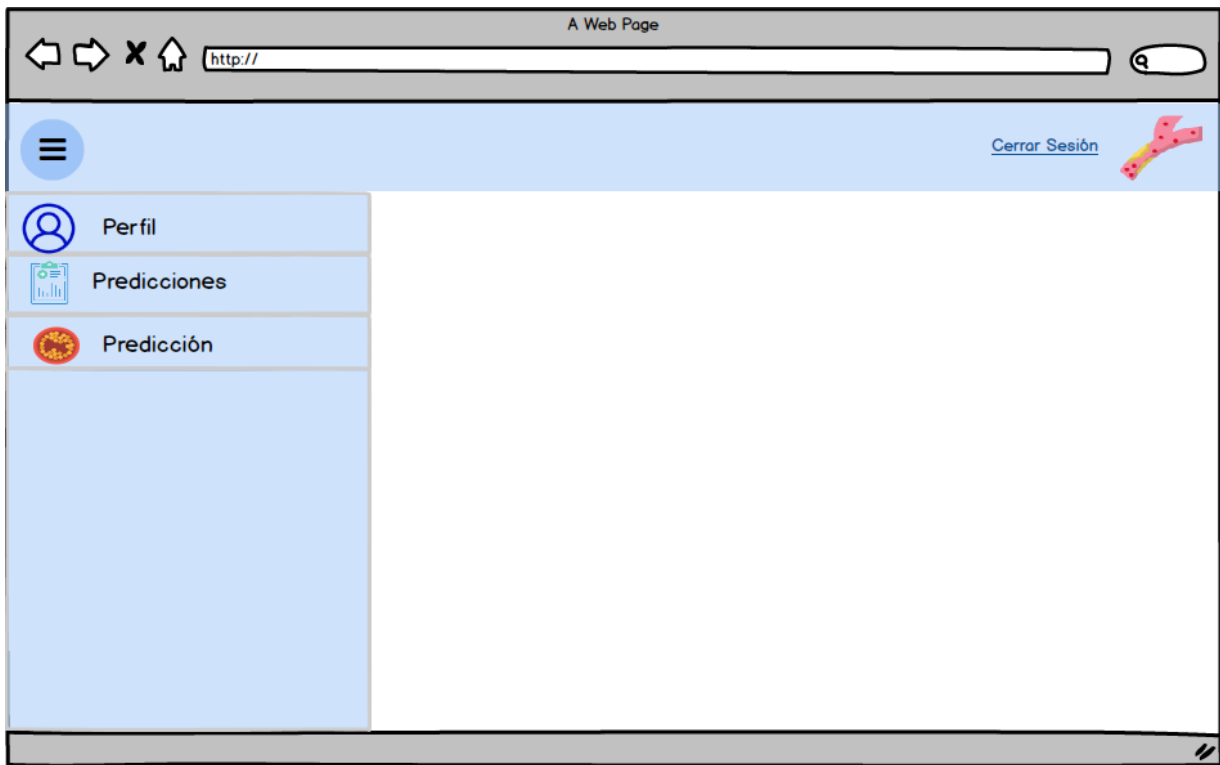 A Web Page
http://
Cerrar Sesión
Perfil
Predicciones
Predicción